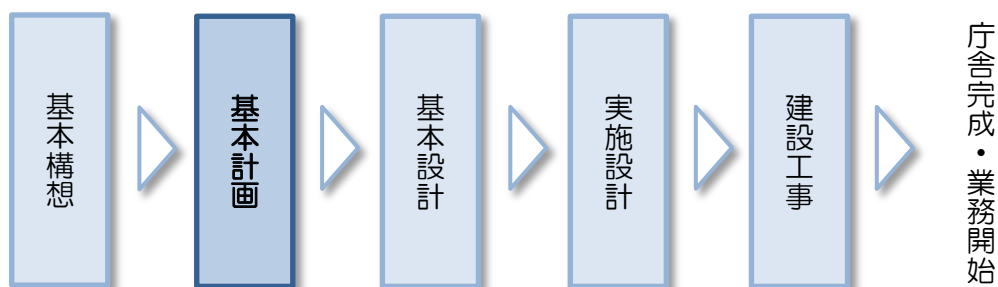 基本構想
基本計画
基本設計
実施設計
建設工事
庁舎完成・業務開始